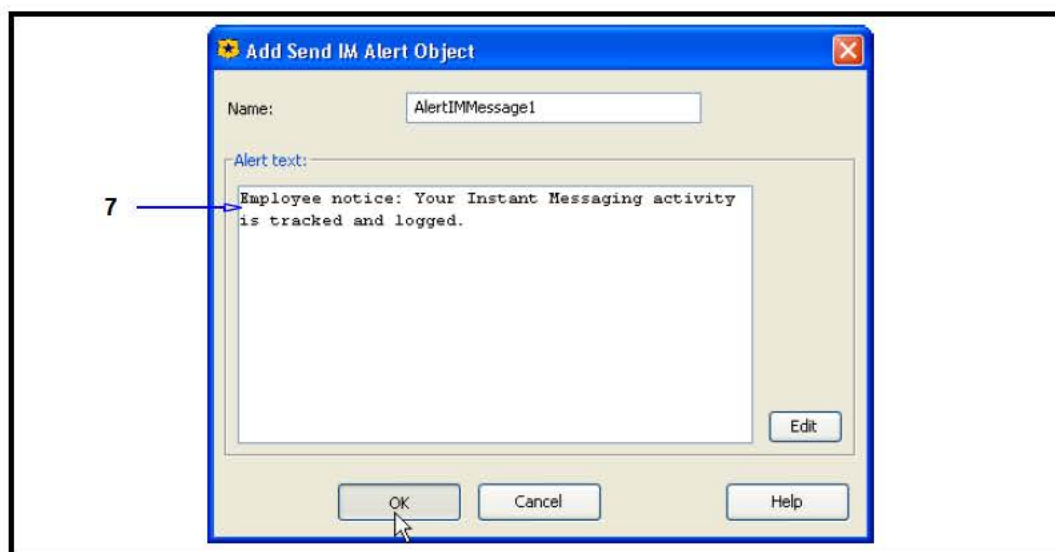 Add Send IM Alert Object
Name:
AlertIMMessage1
Alert text:
7
Employee notice: Your Instant Messaging activity
is tracked and logged.
Edit
OK
Cancel
Help